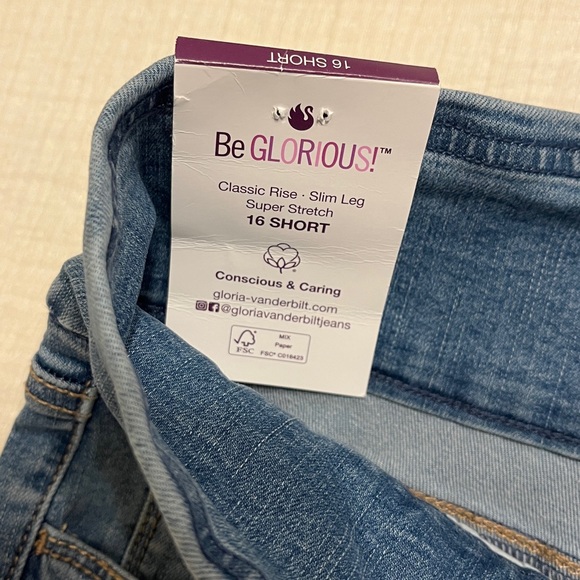 16 SHORT
Be GLORIOUS!™
Classic Rise · Slim Leg
Super Stretch
16 SHORT
Conscious & Caring
gloria-vanderbilt.com
@gloriavanderbiltjeans
FSC
MIX
Paper
FSC® C018423